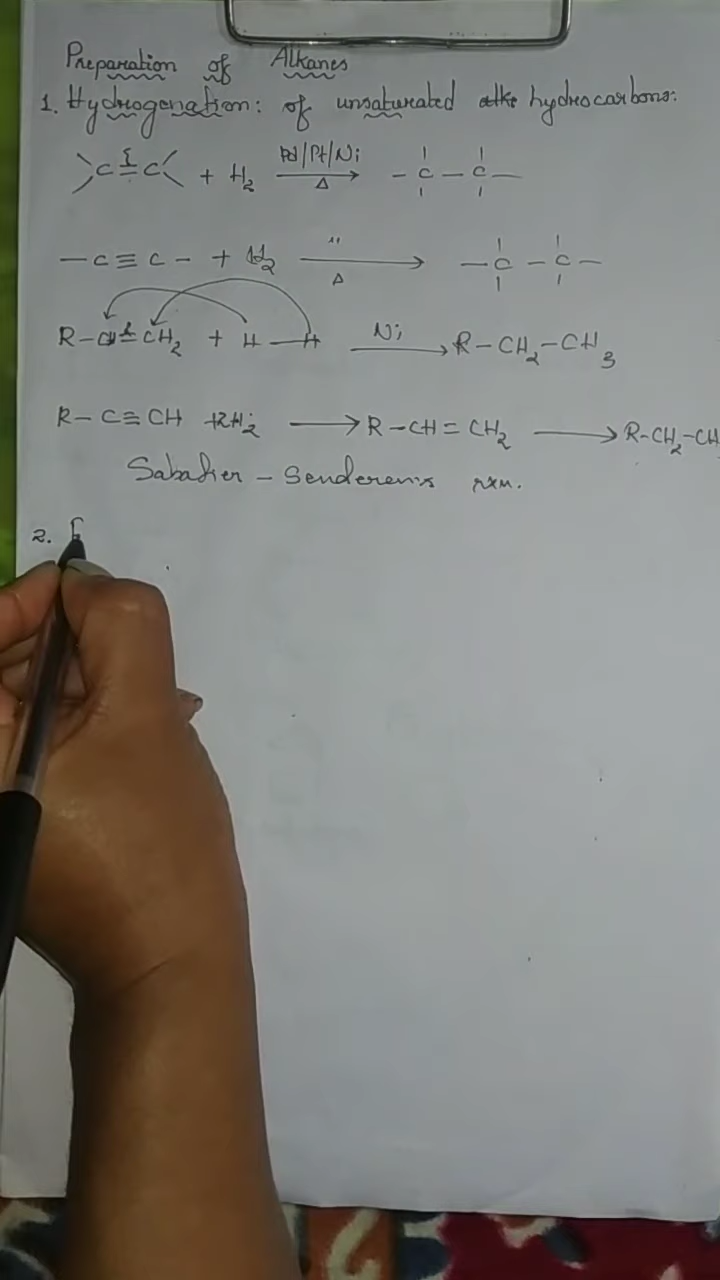 Preparation of Alkanes
1. Hydrogenation: of unsaturated hydrocarbons:
>C=C< + H₂ Pd/Pt/Ni Δ → -C-C-
-C≡C- + H₂ " Δ → -C-C-
R-CH=CH₂ + H-H Ni → R-CH₂-CH₃
R-C≡CH +2H₂ → R-CH=CH₂ → R-CH₂-CH
Sabatier-Senderen's rxn.
2.